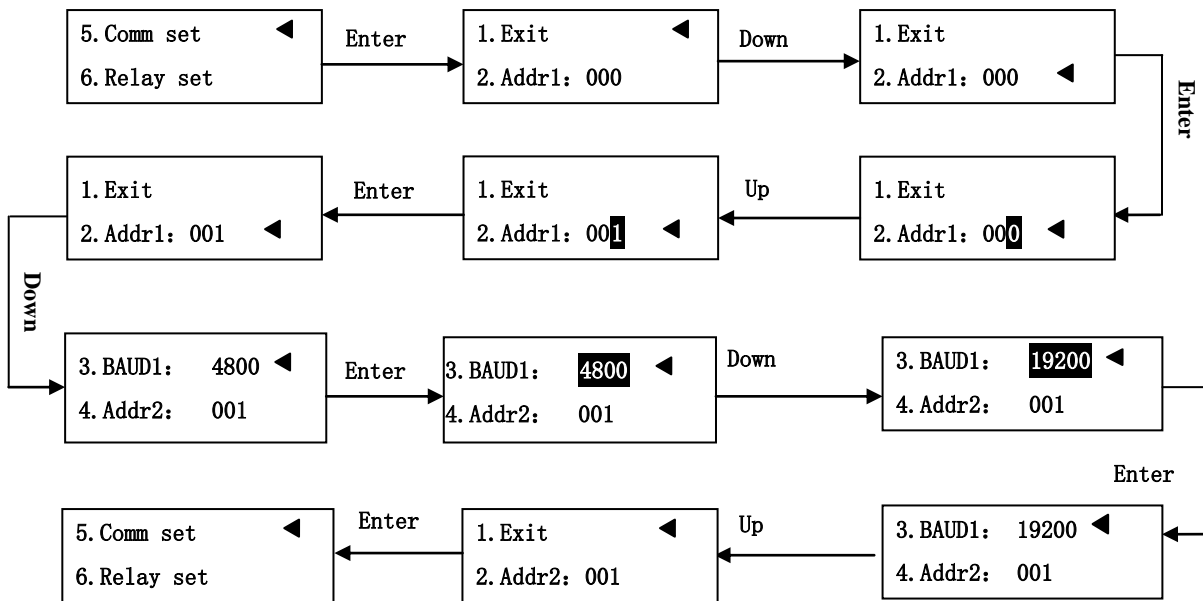 5.Comm set ◄
6.Relay set
Enter
1.Exit ◄
2.Addr1: 000
Down
1.Exit
2.Addr1: 000 ◄
Enter
1.Exit
2.Addr1: 000 ◄
Up
1.Exit
2.Addr1: 001 ◄
Enter
1.Exit
2.Addr1: 001 ◄
Down
3.BAUD1: 4800 ◄
4.Addr2: 001
Enter
3.BAUD1: 4800 ◄
4.Addr2: 001
Down
3.BAUD1: 19200 ◄
4.Addr2: 001
Enter
3.BAUD1: 19200 ◄
4.Addr2: 001
Up
1.Exit ◄
2.Addr2: 001
Enter
5.Comm set ◄
6.Relay set